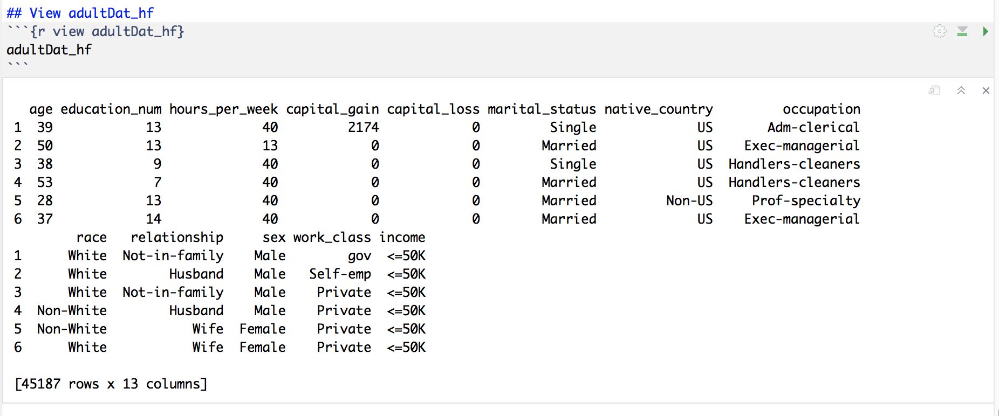 ## View adultDat_hf
```{r view adultDat_hf}
adultDat_hf
```
  age education_num hours_per_week capital_gain capital_loss marital_status native_country         occupation
1  39            13             40         2174            0         Single             US       Adm-clerical
2  50            13             13            0            0        Married             US    Exec-managerial
3  38             9             40            0            0         Single             US  Handlers-cleaners
4  53             7             40            0            0        Married             US  Handlers-cleaners
5  28            13             40            0            0        Married         Non-US     Prof-specialty
6  37            14             40            0            0        Married             US    Exec-managerial
        race   relationship     sex work_class income
1      White  Not-in-family    Male        gov  <=50K
2      White        Husband    Male   Self-emp  <=50K
3      White  Not-in-family    Male    Private  <=50K
4  Non-White        Husband    Male    Private  <=50K
5  Non-White           Wife  Female    Private  <=50K
6      White           Wife  Female    Private  <=50K
[45187 rows x 13 columns]